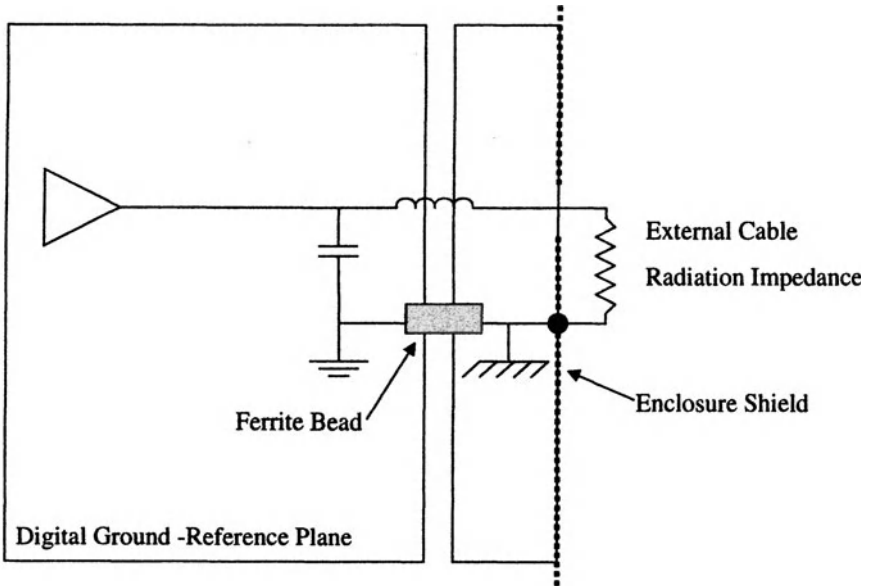 External Cable
Radiation Impedance
Enclosure Shield
Ferrite Bead
Digital Ground -Reference Plane